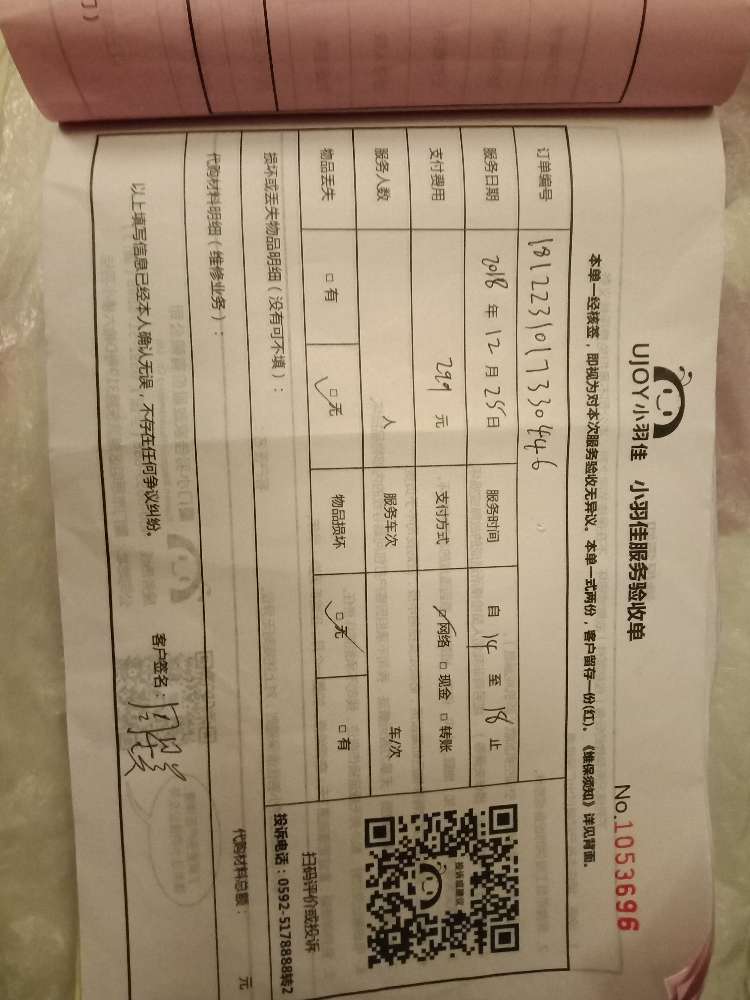 UJOY小羽佳 小羽佳服务验收单
No.1053696
本单一经核签，即视为对本次服务验收无异议。本单一式两份，客户留存一份(红)。《维保须知》详见背面。
订单编号 181223101733044 6
服务日期 2018 年 12 月 25 日 服务时间 自 14 至 18 止
支付费用 299 元 支付方式 □网络 □现金 □转账
服务人数 人 服务车次 车/次
物品丢失 □有 □无 物品损坏 □无 □有
损坏或丢失物品明细（没有可不填）：
投诉或建议
扫码评价或投诉
投诉电话：0592-5178888转2
代购材料明细（维修业务）：
代购材料总额： 元
以上填写信息已经本人确认无误，不存在任何争议纠纷。
客户签名：周